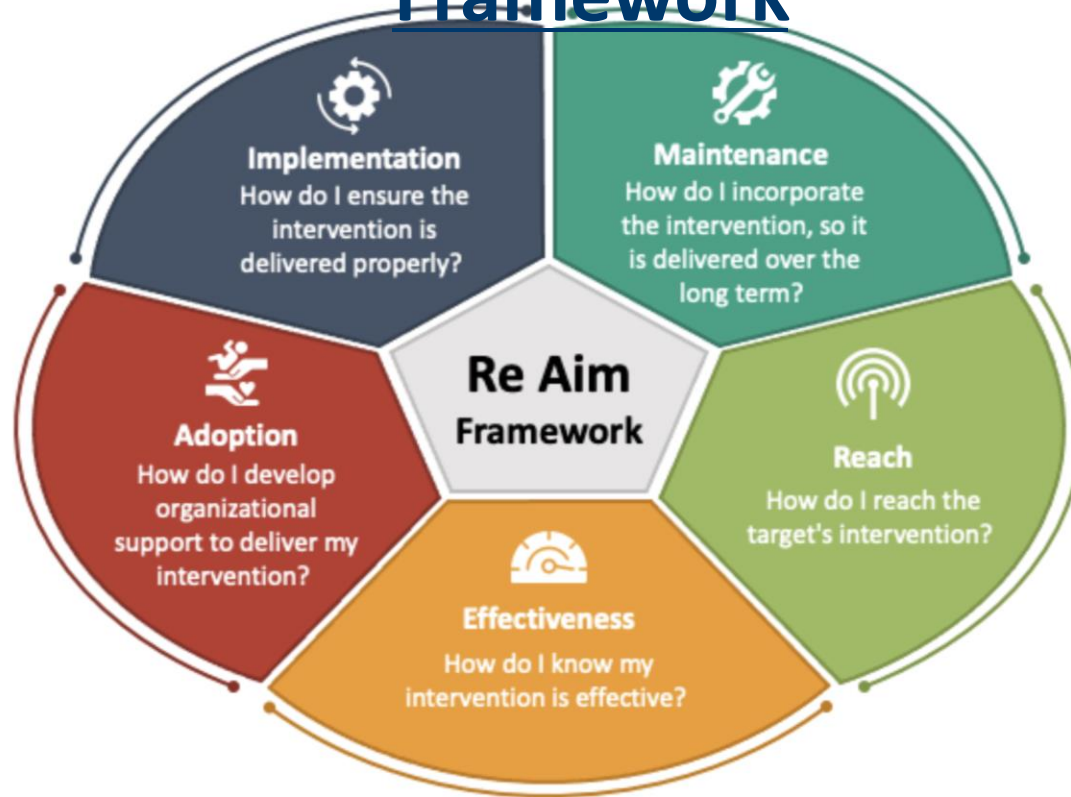 Framework
Implementation
How do I ensure the
intervention is
delivered properly?
Maintenance
How do I incorporate
the intervention, so it
is delivered over the
long term?
Re Aim
Framework
Adoption
How do I develop
organizational
support to deliver my
intervention?
Reach
How do I reach the
target's intervention?
Effectiveness
How do I know my
intervention is effective?